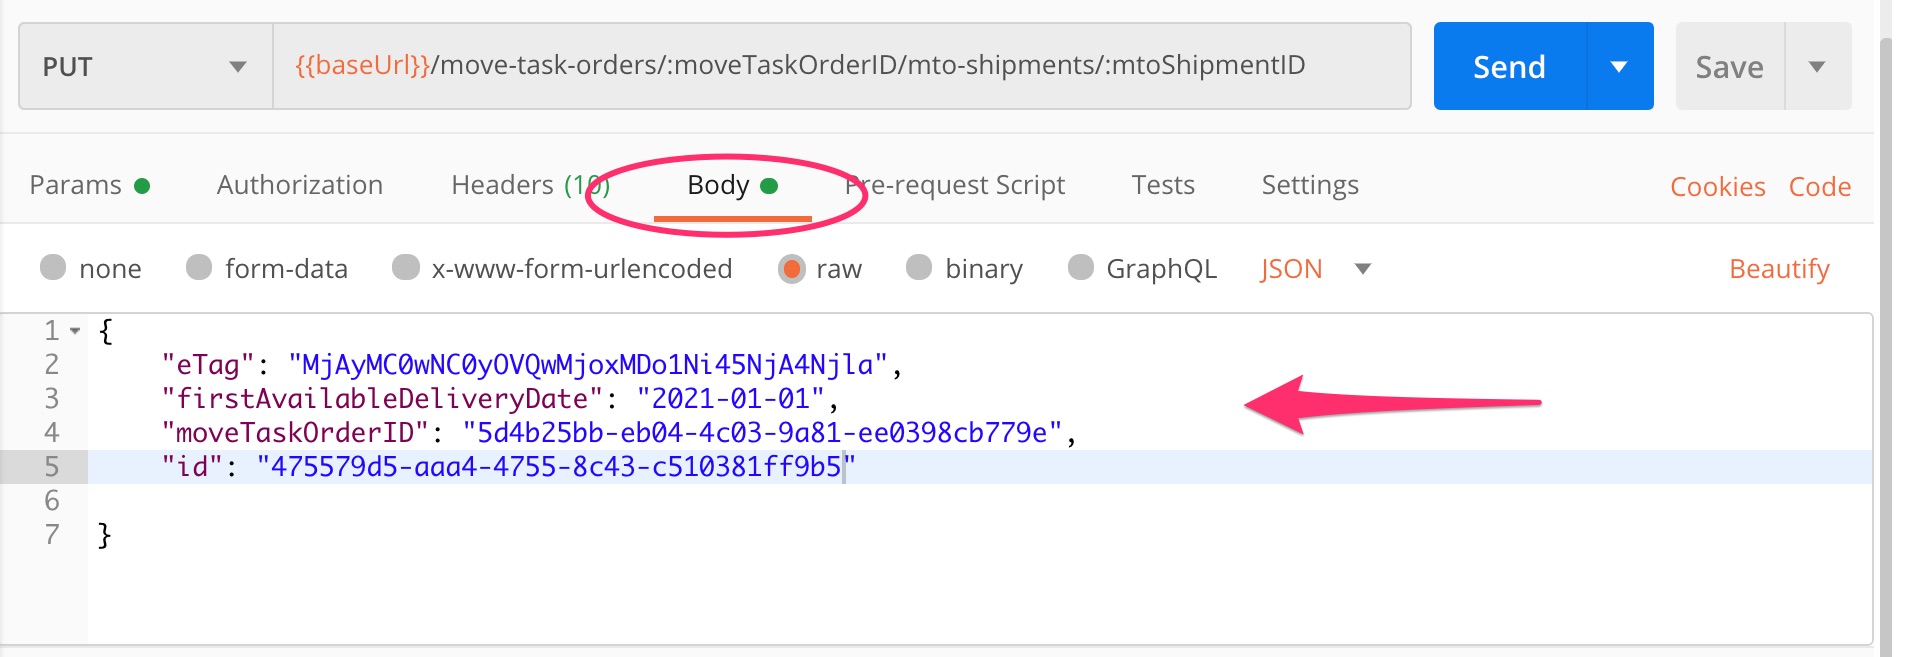 PUT {{baseUrl}}/move-task-orders/:moveTaskOrderID/mto-shipments/:mtoShipmentID Send Save
Params Authorization Headers (10) Body Pre-request Script Tests Settings Cookies Code
none form-data x-www-form-urlencoded raw binary GraphQL JSON Beautify
1 {
2 "eTag": "MjAyMC0wNC0yOVQwMjoxMDo1Ni45NjA4Njla",
3 "firstAvailableDeliveryDate": "2021-01-01",
4 "moveTaskOrderID": "5d4b25bb-eb04-4c03-9a81-ee0398cb779e",
5 "id": "475579d5-aaa4-4755-8c43-c510381ff9b5"
6
7 }